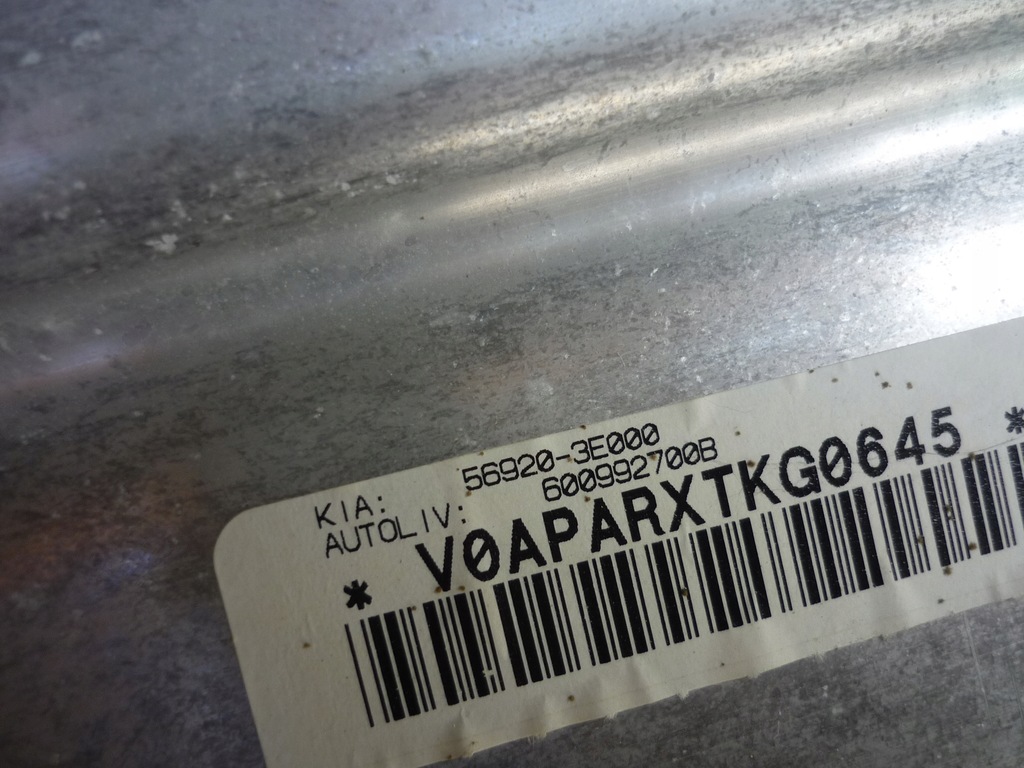 KIA: 56920-3E000
AUTOLIV: 600992700B
* V0APARXTKG0645 *